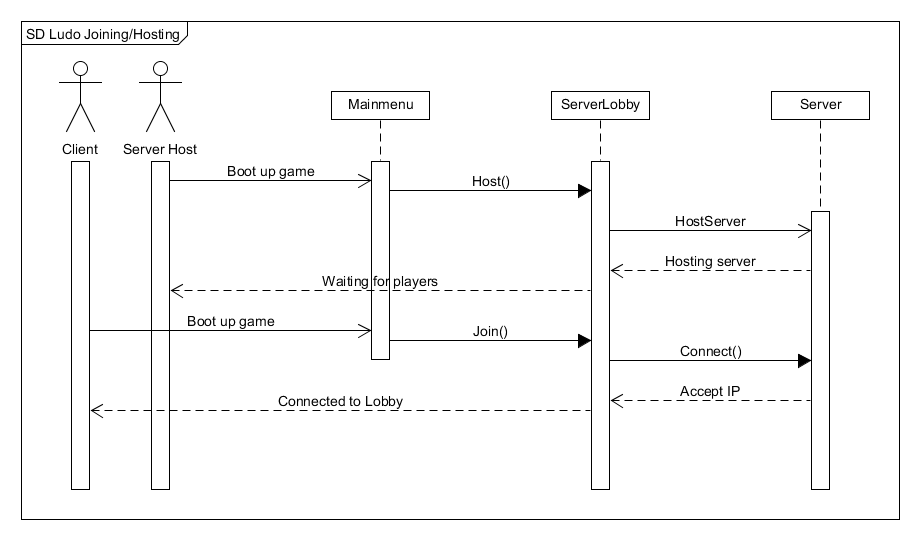 SD Ludo Joining/Hosting
Mainmenu
ServerLobby
Server
Client
Server Host
Boot up game
Host()
HostServer
Hosting server
Waiting for players
Boot up game
Join()
Connect()
Accept IP
Connected to Lobby